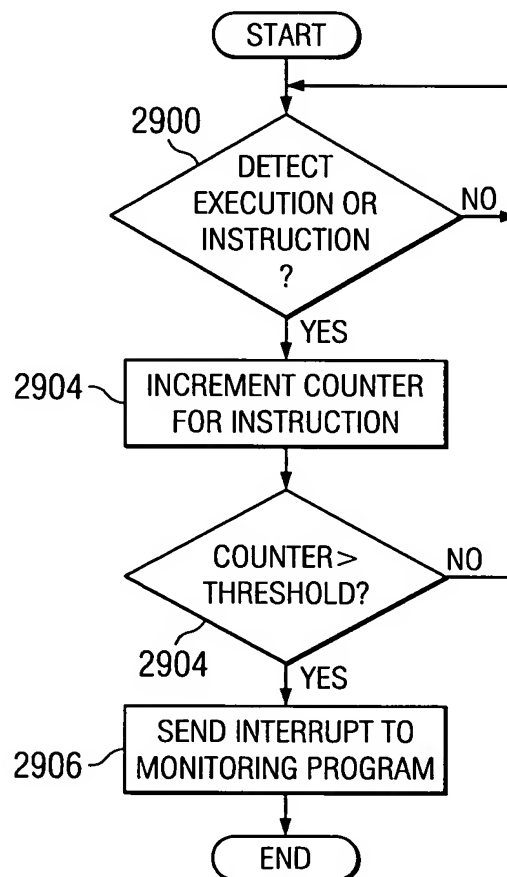 START
2900
DETECT
EXECUTION OR
INSTRUCTION
?
NO
YES
2904
INCREMENT COUNTER
FOR INSTRUCTION
COUNTER>
THRESHOLD?
NO
2904
YES
2906
SEND INTERRUPT TO
MONITORING PROGRAM
END